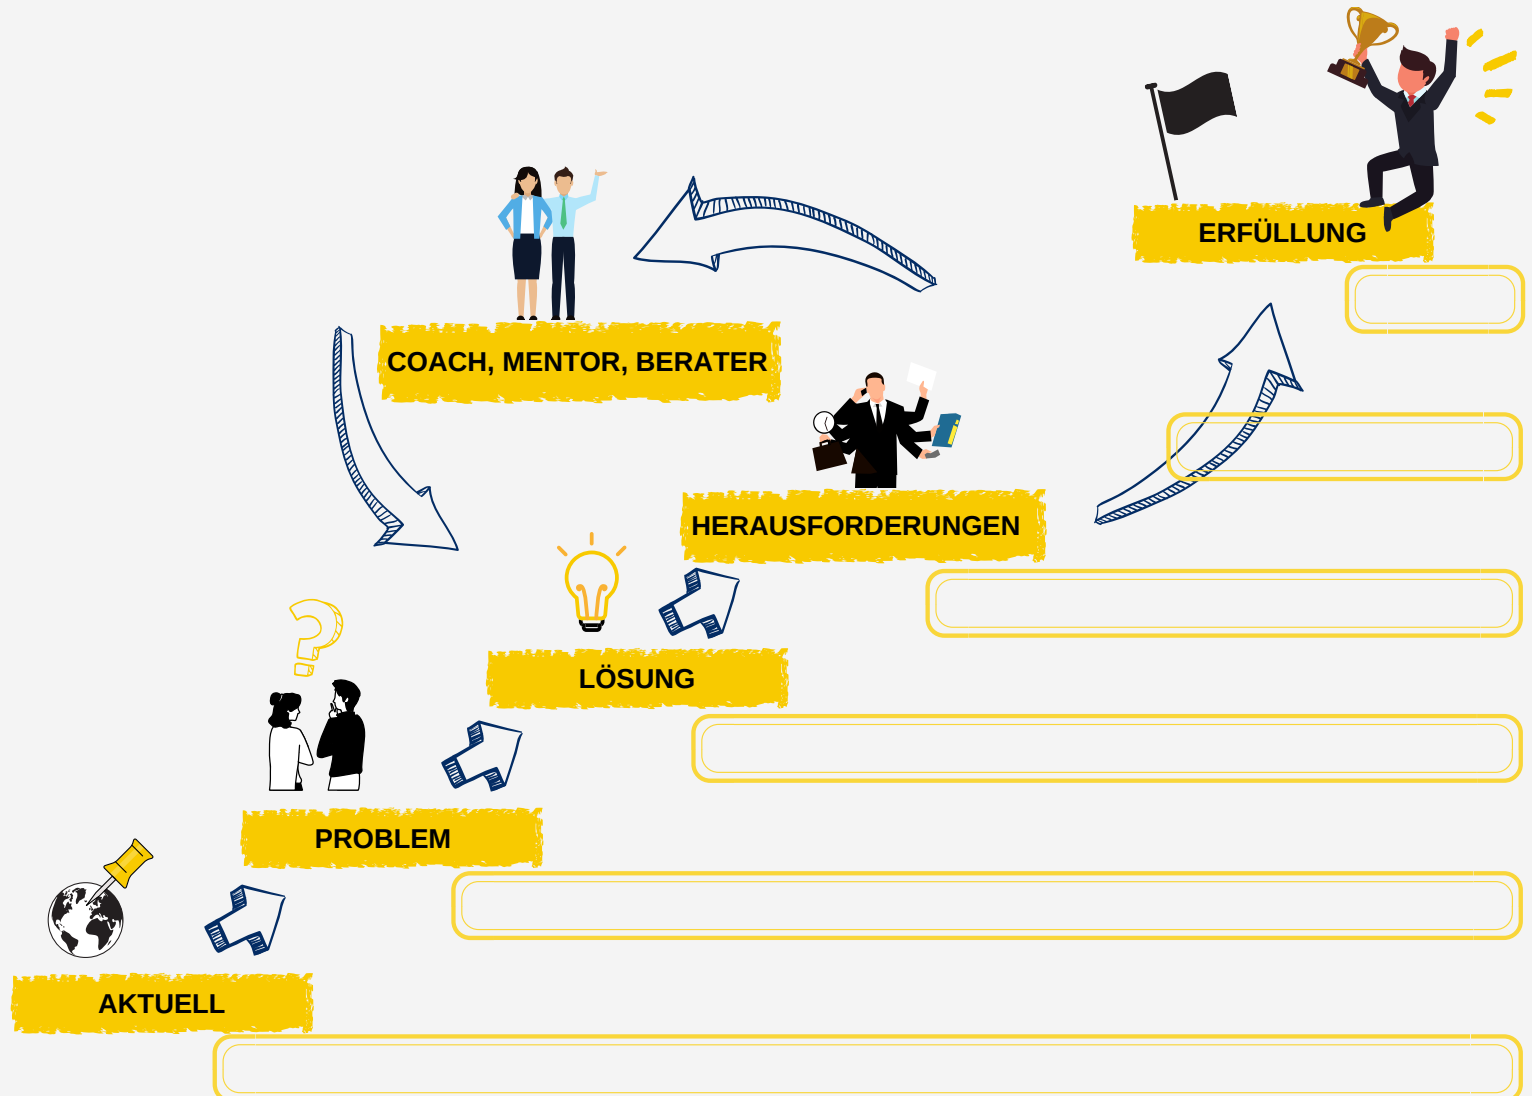 ERFÜLLUNG
COACH, MENTOR, BERATER
HERAUSFORDERUNGEN
LÖSUNG
PROBLEM
AKTUELL